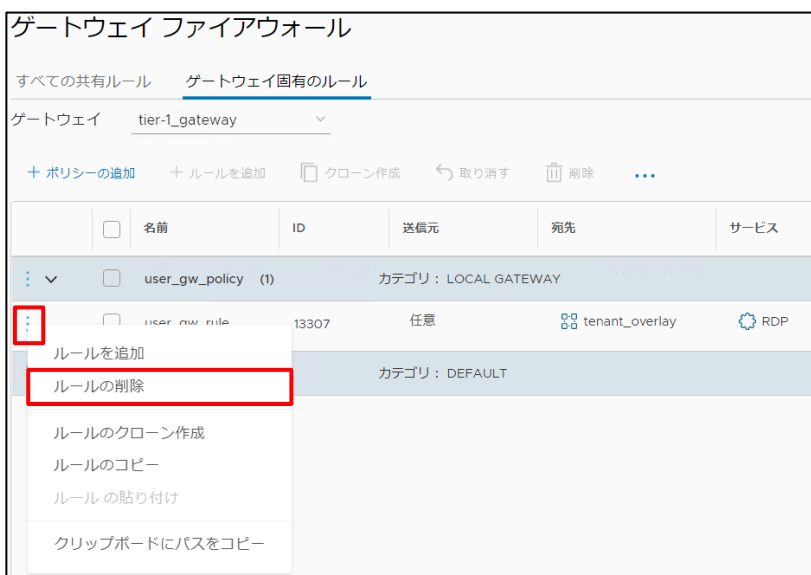 ゲートウェイ ファイアウォール
すべての共有ルール ゲートウェイ固有のルール
ゲートウェイ tier-1_gateway
ポリシーの追加 ルールを追加 クローン作成 取り消す 削除 ...
名前 ID 送信元 宛先 サービス
user_gw_policy (1) カテゴリ : LOCAL GATEWAY
user_gw_rule 13307 任意 tenant_overlay RDP
ルールを追加
カテゴリ : DEFAULT
ルールの削除
ルールのクローン作成
ルールのコピー
ルール の貼り付け
クリップボードにパスをコピー